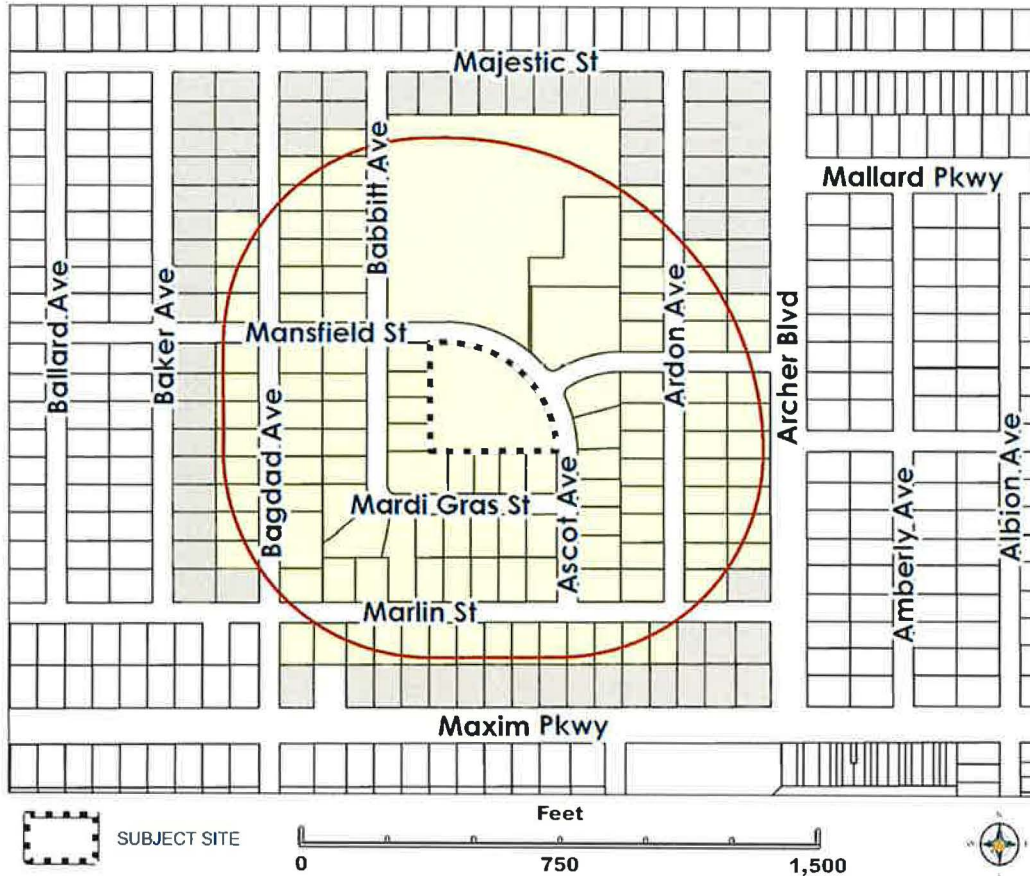 Majestic St
Babbitt Ave
Mallard Pkwy
Ballard Ave
Baker Ave
Mansfield St
Ardon Ave
Archer Blvd
Bagdad Ave
Mardi Gras St
Ascot Ave
Amberly Ave
Albion Ave
Marlin St
Maxim Pkwy
SUBJECT SITE
Feet
0 750 1,500